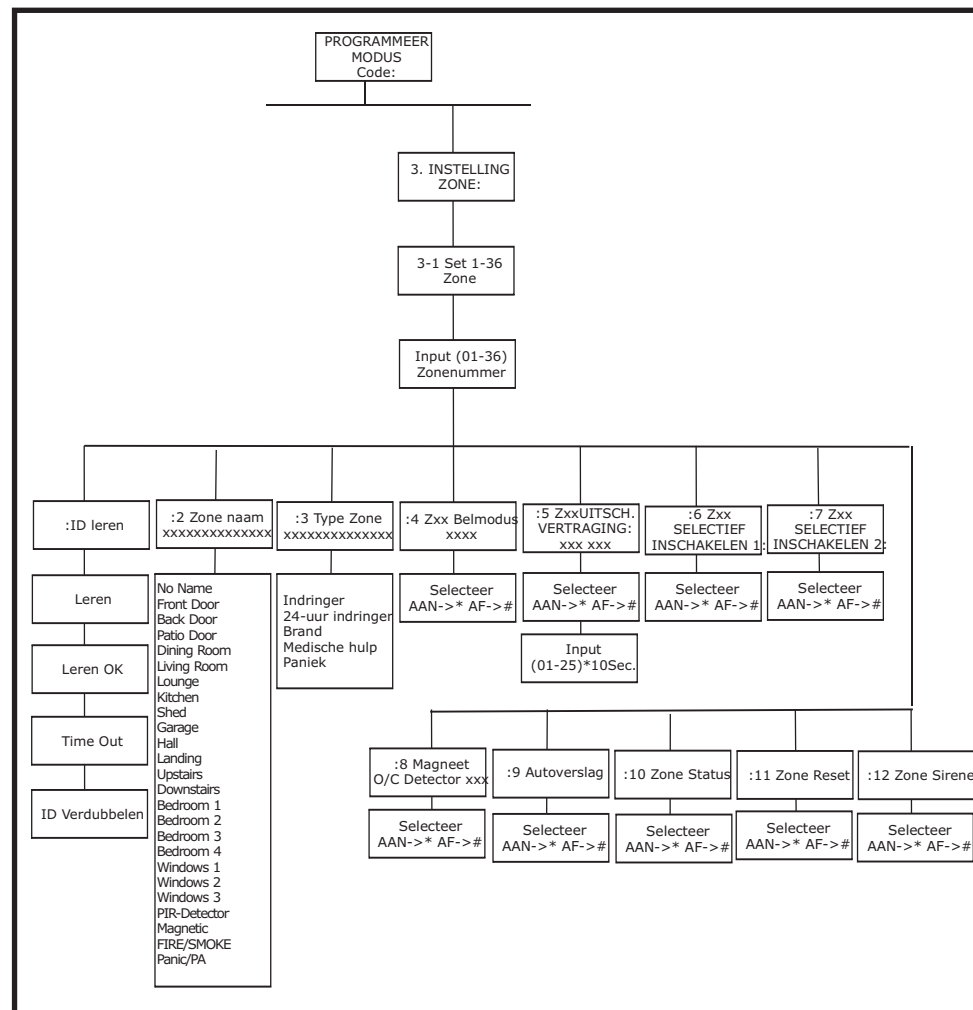 PROGRAMMEER
MODUS
Code:
3. INSTELLING
ZONE:
3-1 Set 1-36
Zone
Input (01-36)
Zonenummer
:ID leren
Leren
Leren OK
Time Out
ID Verdubbelen
:2 Zone naam
xxxxxxxxxxxxxx
No Name
Front Door
Back Door
Patio Door
Dining Room
Living Room
Lounge
Kitchen
Shed
Garage
Hall
Landing
Upstairs
Downstairs
Bedroom 1
Bedroom 2
Bedroom 3
Bedroom 4
Windows 1
Windows 2
Windows 3
PIR-Detector
Magnetic
FIRE/SMOKE
Panic/PA
:3 Type Zone
xxxxxxxxxxxxxx
Indringer
24-uur indringer
Brand
Medische hulp
Paniek
:4 Zxx Belmodus
xxxx
Selecteer
AAN->* AF->#
:5 ZxxUITSCH.
VERTRAGING:
xxx xxx
Selecteer
AAN->* AF->#
Input
(01-25)*10Sec.
:6 Zxx
SELECTIEF
INSCHAKELEN 1:
Selecteer
AAN->* AF->#
:7 Zxx
SELECTIEF
INSCHAKELEN 2:
Selecteer
AAN->* AF->#
:8 Magneet
O/C Detector xxx
Selecteer
AAN->* AF->#
:9 Autoverslag
Selecteer
AAN->* AF->#
:10 Zone Status
Selecteer
AAN->* AF->#
:11 Zone Reset
Selecteer
AAN->* AF->#
:12 Zone Sirene
Selecteer
AAN->* AF->#